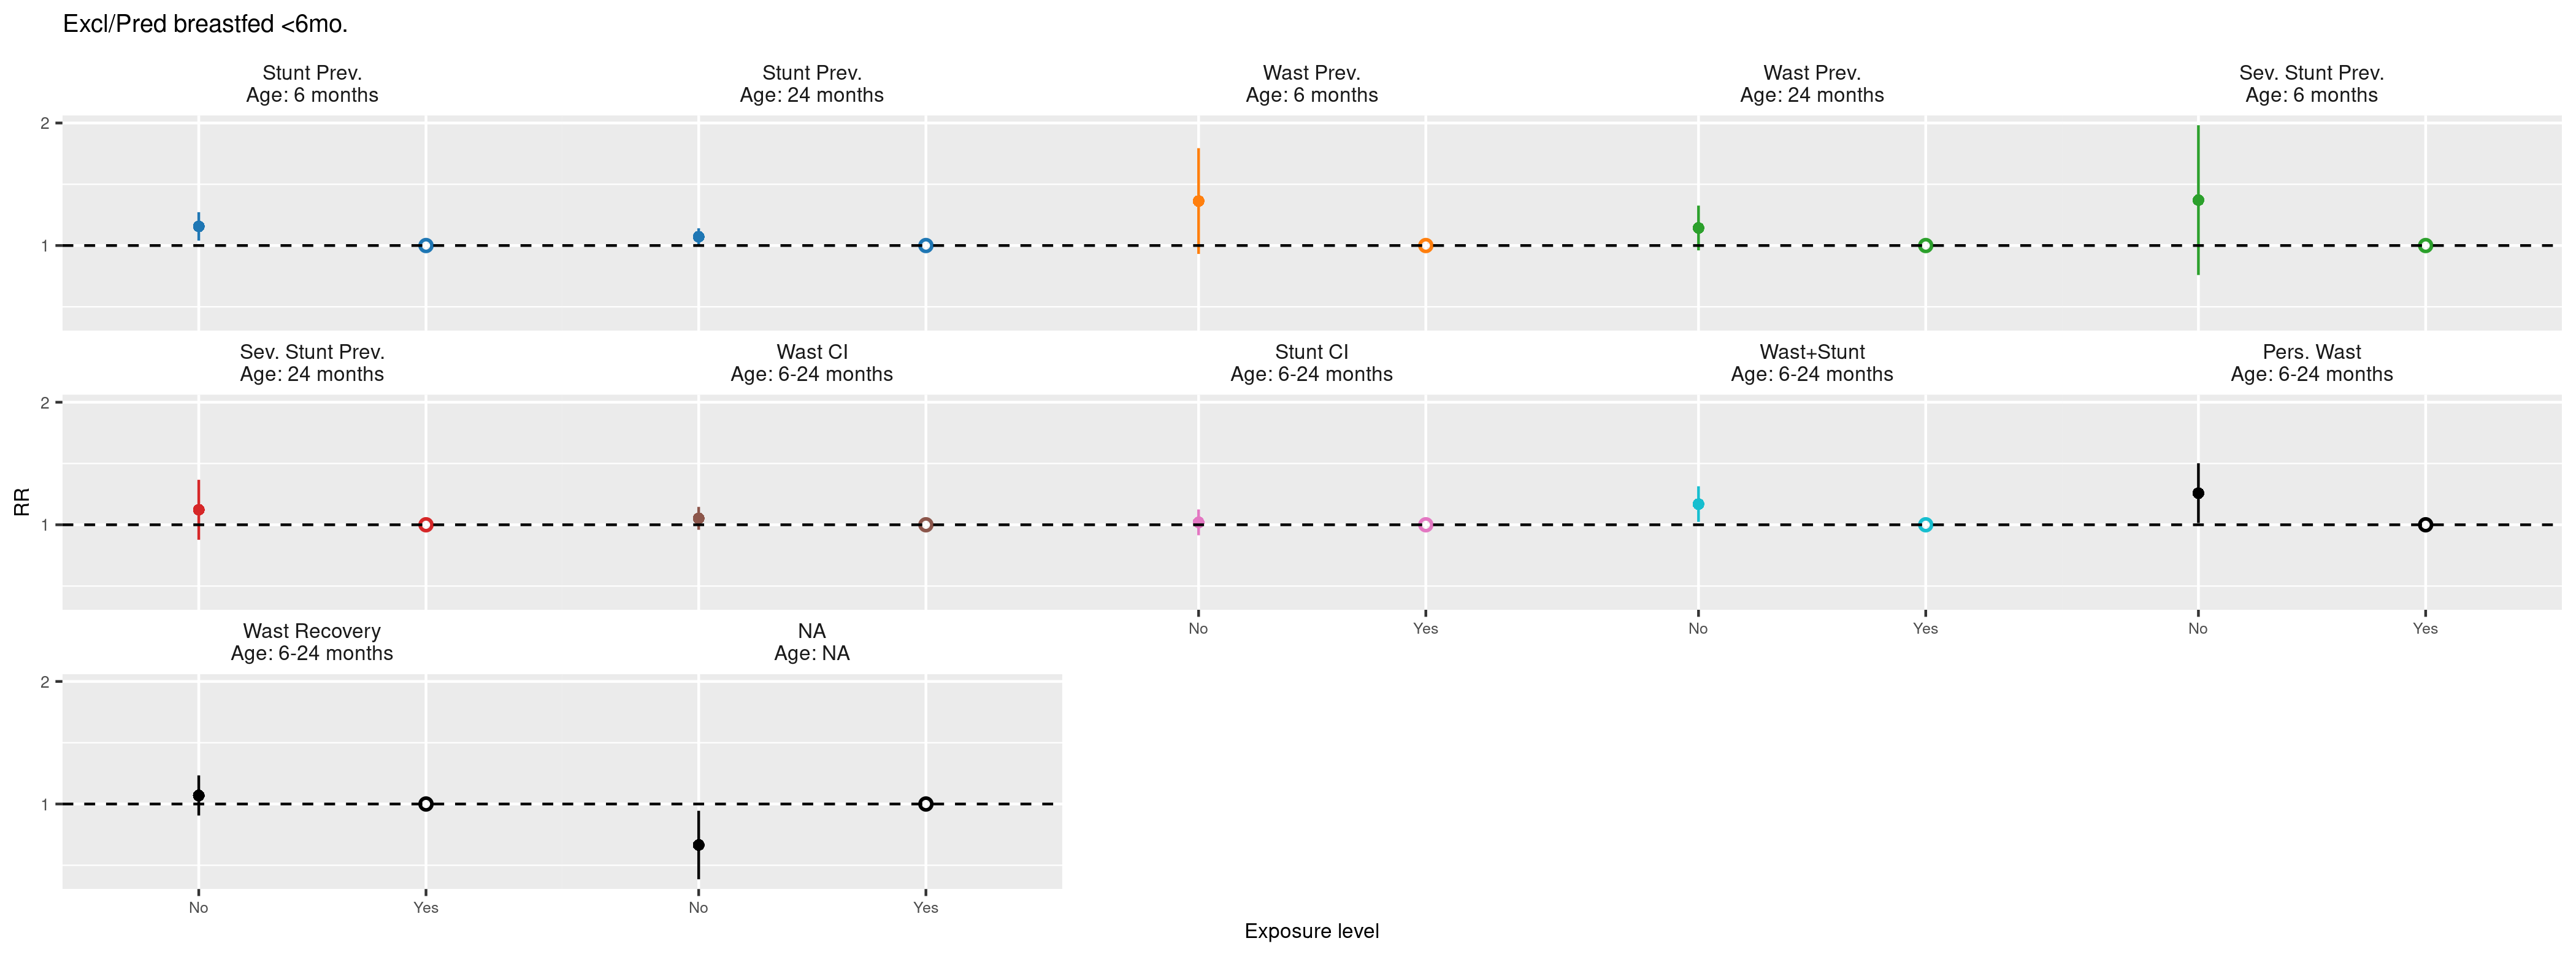 Excl/Pred breastfed <6mo.
Stunt Prev.
Age: 6 months
Stunt Prev.
Age: 24 months
Wast Prev.
Age: 6 months
Wast Prev.
Age: 24 months
Sev. Stunt Prev.
Age: 6 months
2
1
Sev. Stunt Prev.
Age: 24 months
Wast CI
Age: 6-24 months
Stunt CI
Age: 6-24 months
Wast+Stunt
Age: 6-24 months
Pers. Wast
Age: 6-24 months
2
1
RR
No Yes No Yes No Yes
Wast Recovery
Age: 6-24 months
NA
Age: NA
2
1
No Yes No Yes
Exposure level